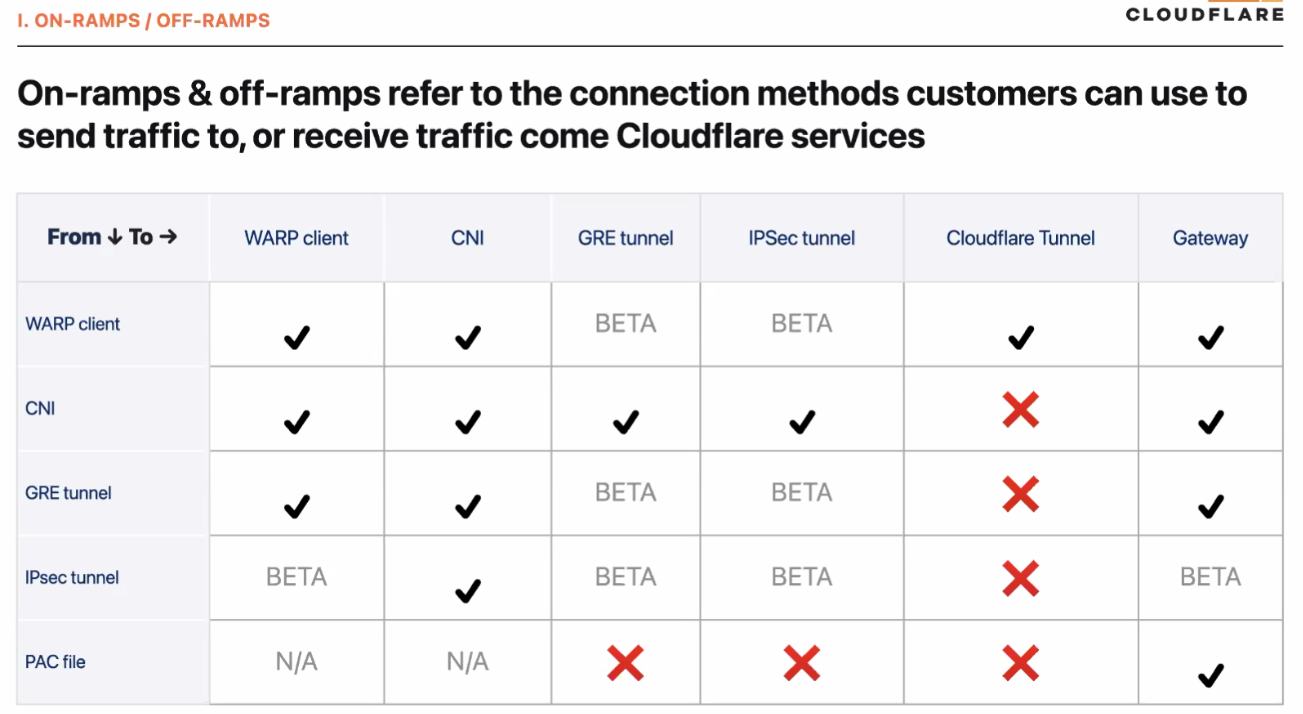 I. ON-RAMPS / OFF-RAMPS
CLOUDFLARE
On-ramps & off-ramps refer to the connection methods customers can use to
send traffic to, or receive traffic come Cloudflare services
From ↓ To → WARP client CNI GRE tunnel IPSec tunnel Cloudflare Tunnel Gateway
WARP client ✔ ✔ BETA BETA ✔ ✔
CNI ✔ ✔ ✔ ✔ ❌ ✔
GRE tunnel ✔ ✔ BETA BETA ❌ ✔
IPsec tunnel BETA ✔ BETA BETA ❌ BETA
PAC file N/A N/A ❌ ❌ ❌ ✔